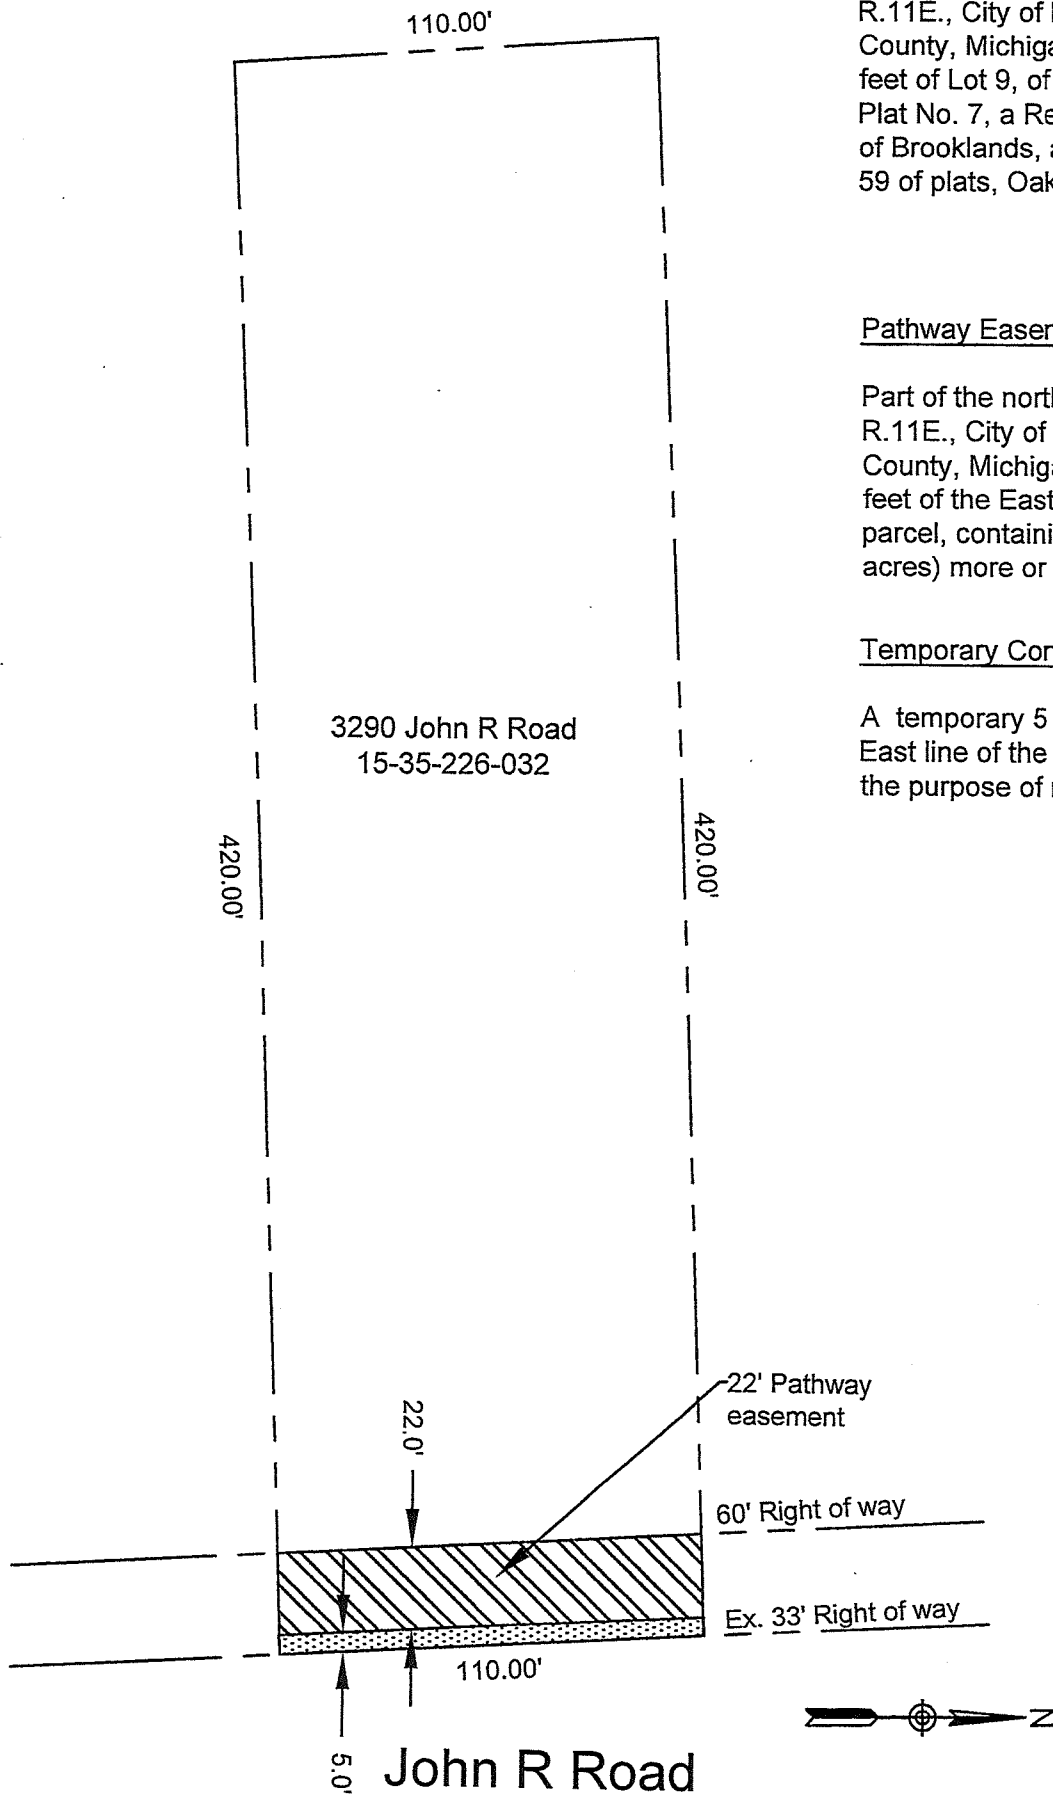 110.00'
R.11E., City of
County, Michiga
feet of Lot 9, of
Plat No. 7, a Re
of Brooklands,
59 of plats, Oak
Pathway Easer
Part of the nort
R.11E., City of
County, Michiga
feet of the East
parcel, containi
acres) more or
Temporary Con
A temporary 5
East line of the
the purpose of
3290 John R Road
15-35-226-032
420.00'
420.00'
22' Pathway
easement
22.0'
60' Right of way
Ex. 33' Right of way
110.00'
5.0'
John R Road
N